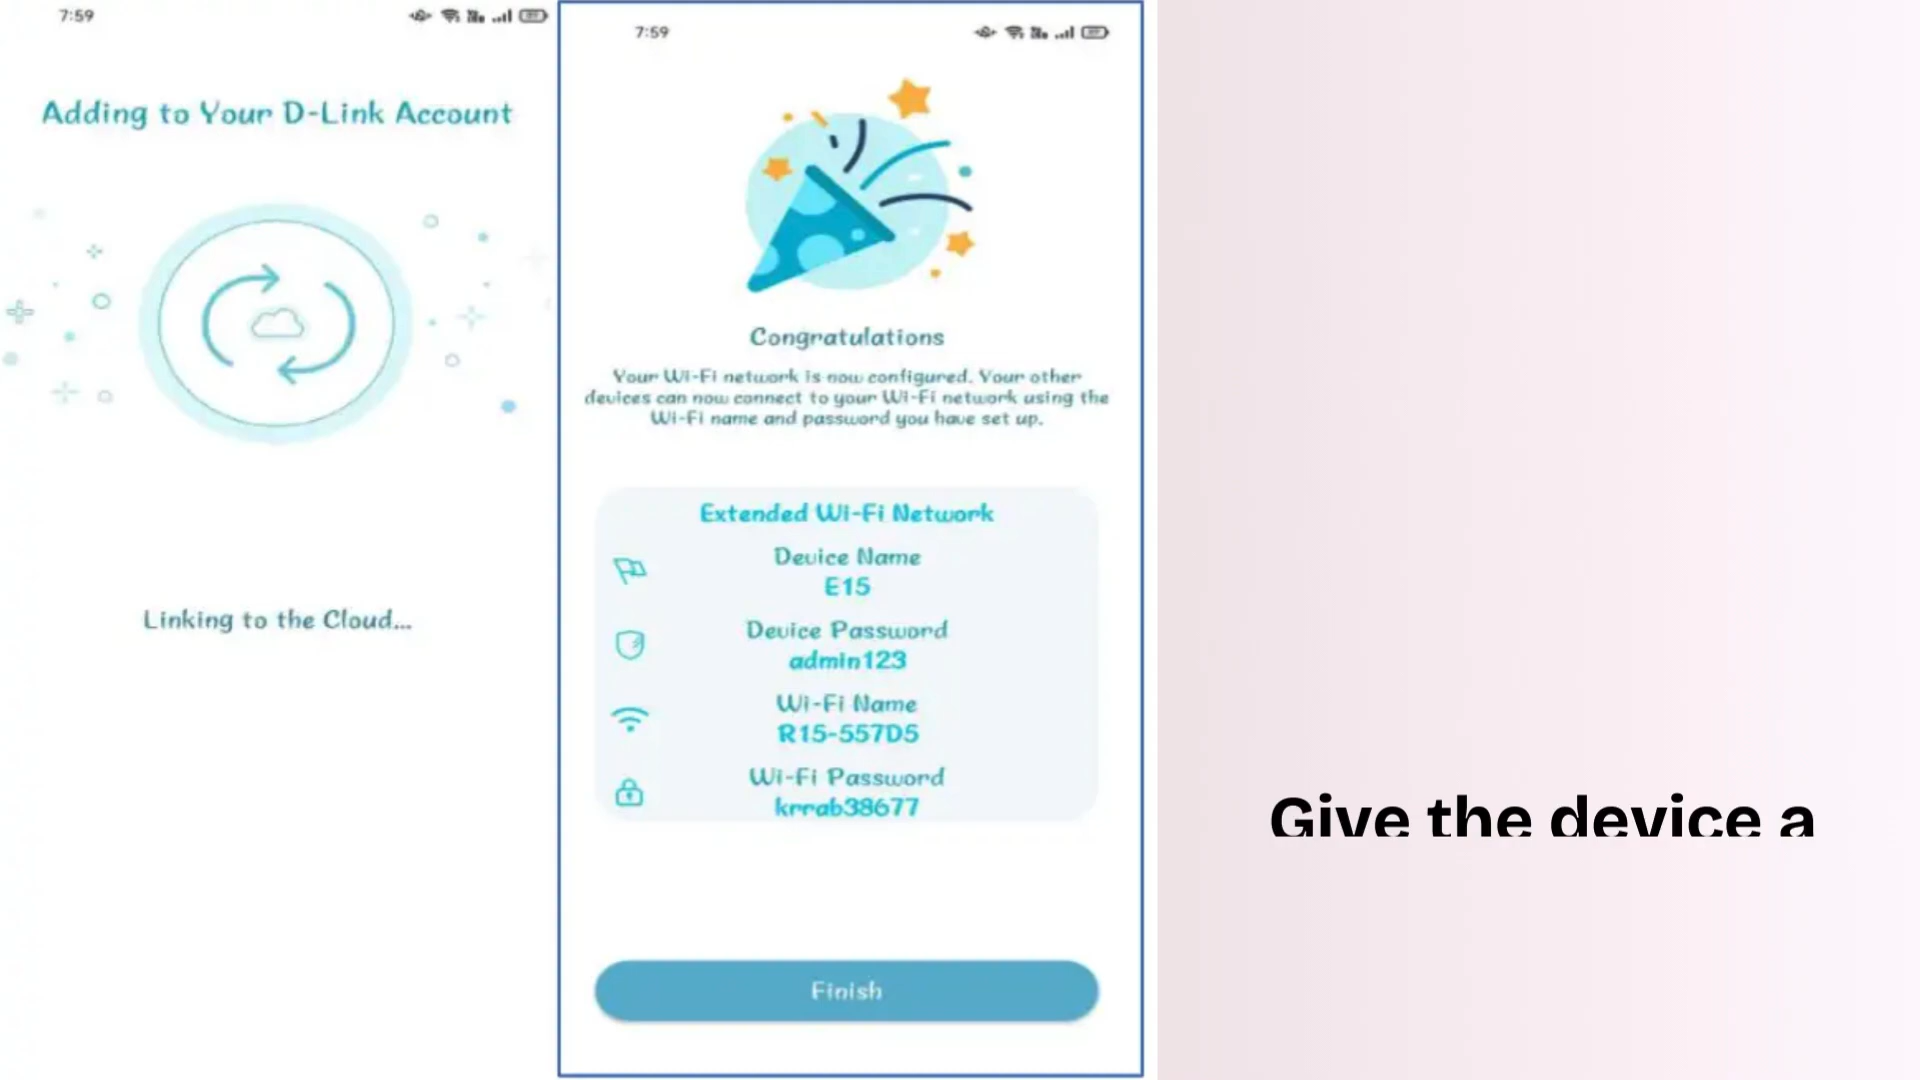 7:59
Adding to Your D-Link Account
Linking to the Cloud...
7:59
Congratulations
Your Wi-Fi network is now configured. Your other
devices can now connect to your Wi-Fi network using the
Wi-Fi name and password you have set up.
Extended Wi-Fi Network
Device Name
E15
Device Password
admin123
Wi-Fi Name
R15-557D5
Wi-Fi Password
krrab38677
Finish
Give the device a